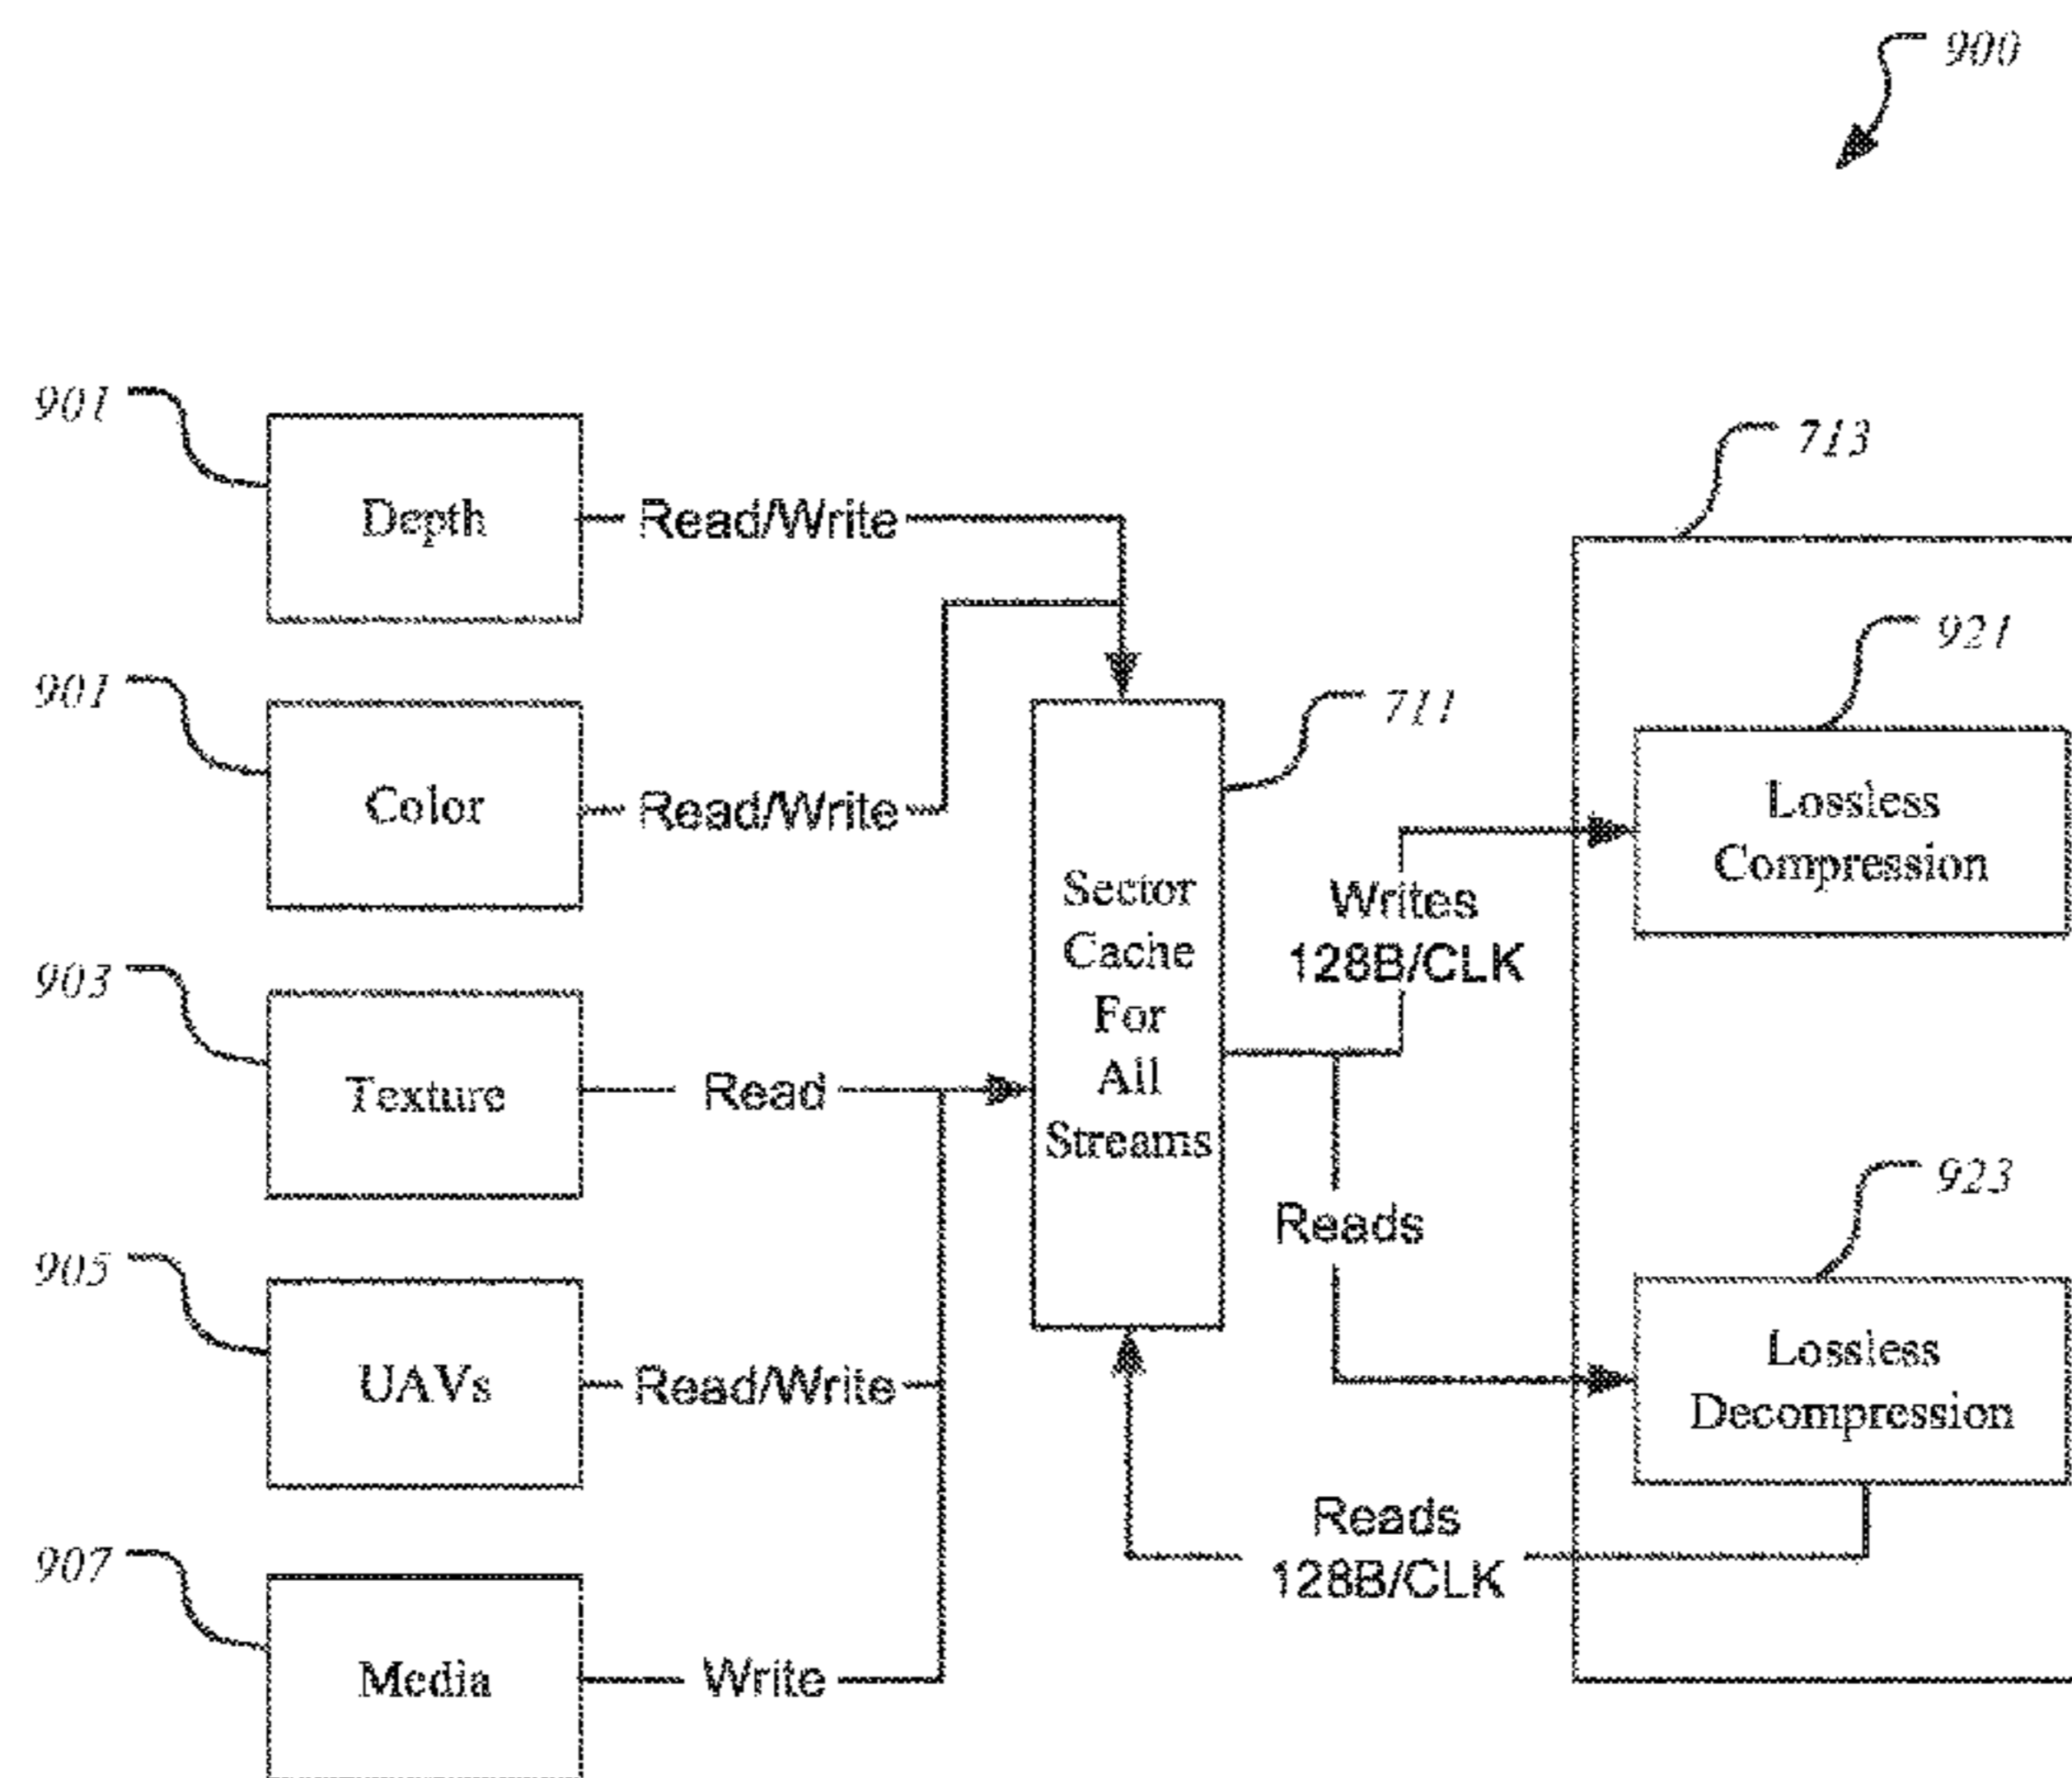 900
901
Depth
Read/Write
713
921
901
Color
Read/Write
711
Lossless
Compression
Sector
Cache
For
All
Streams
Writes
128B/CLK
903
Texture
Read
923
Reads
905
UAVs
Read/Write
Lossless
Decompression
Reads
128B/CLK
907
Media
Write